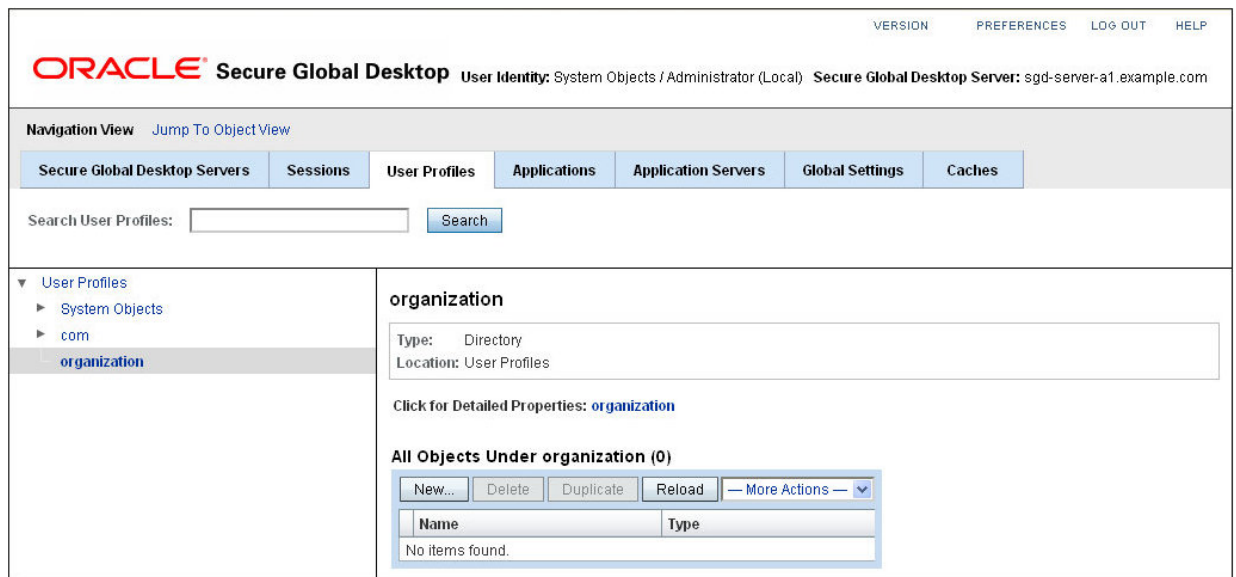 VERSION PREFERENCES LOG OUT HELP
ORACLE® Secure Global Desktop User Identity: System Objects / Administrator (Local) Secure Global Desktop Server: sgd-server-a1.example.com
Navigation View Jump To Object View
Secure Global Desktop Servers Sessions User Profiles Applications Application Servers Global Settings Caches
Search User Profiles: Search
User Profiles
System Objects
com
organization
organization
Type: Directory
Location: User Profiles
Click for Detailed Properties: organization
All Objects Under organization (0)
New... Delete Duplicate Reload — More Actions —
Name Type
No items found.